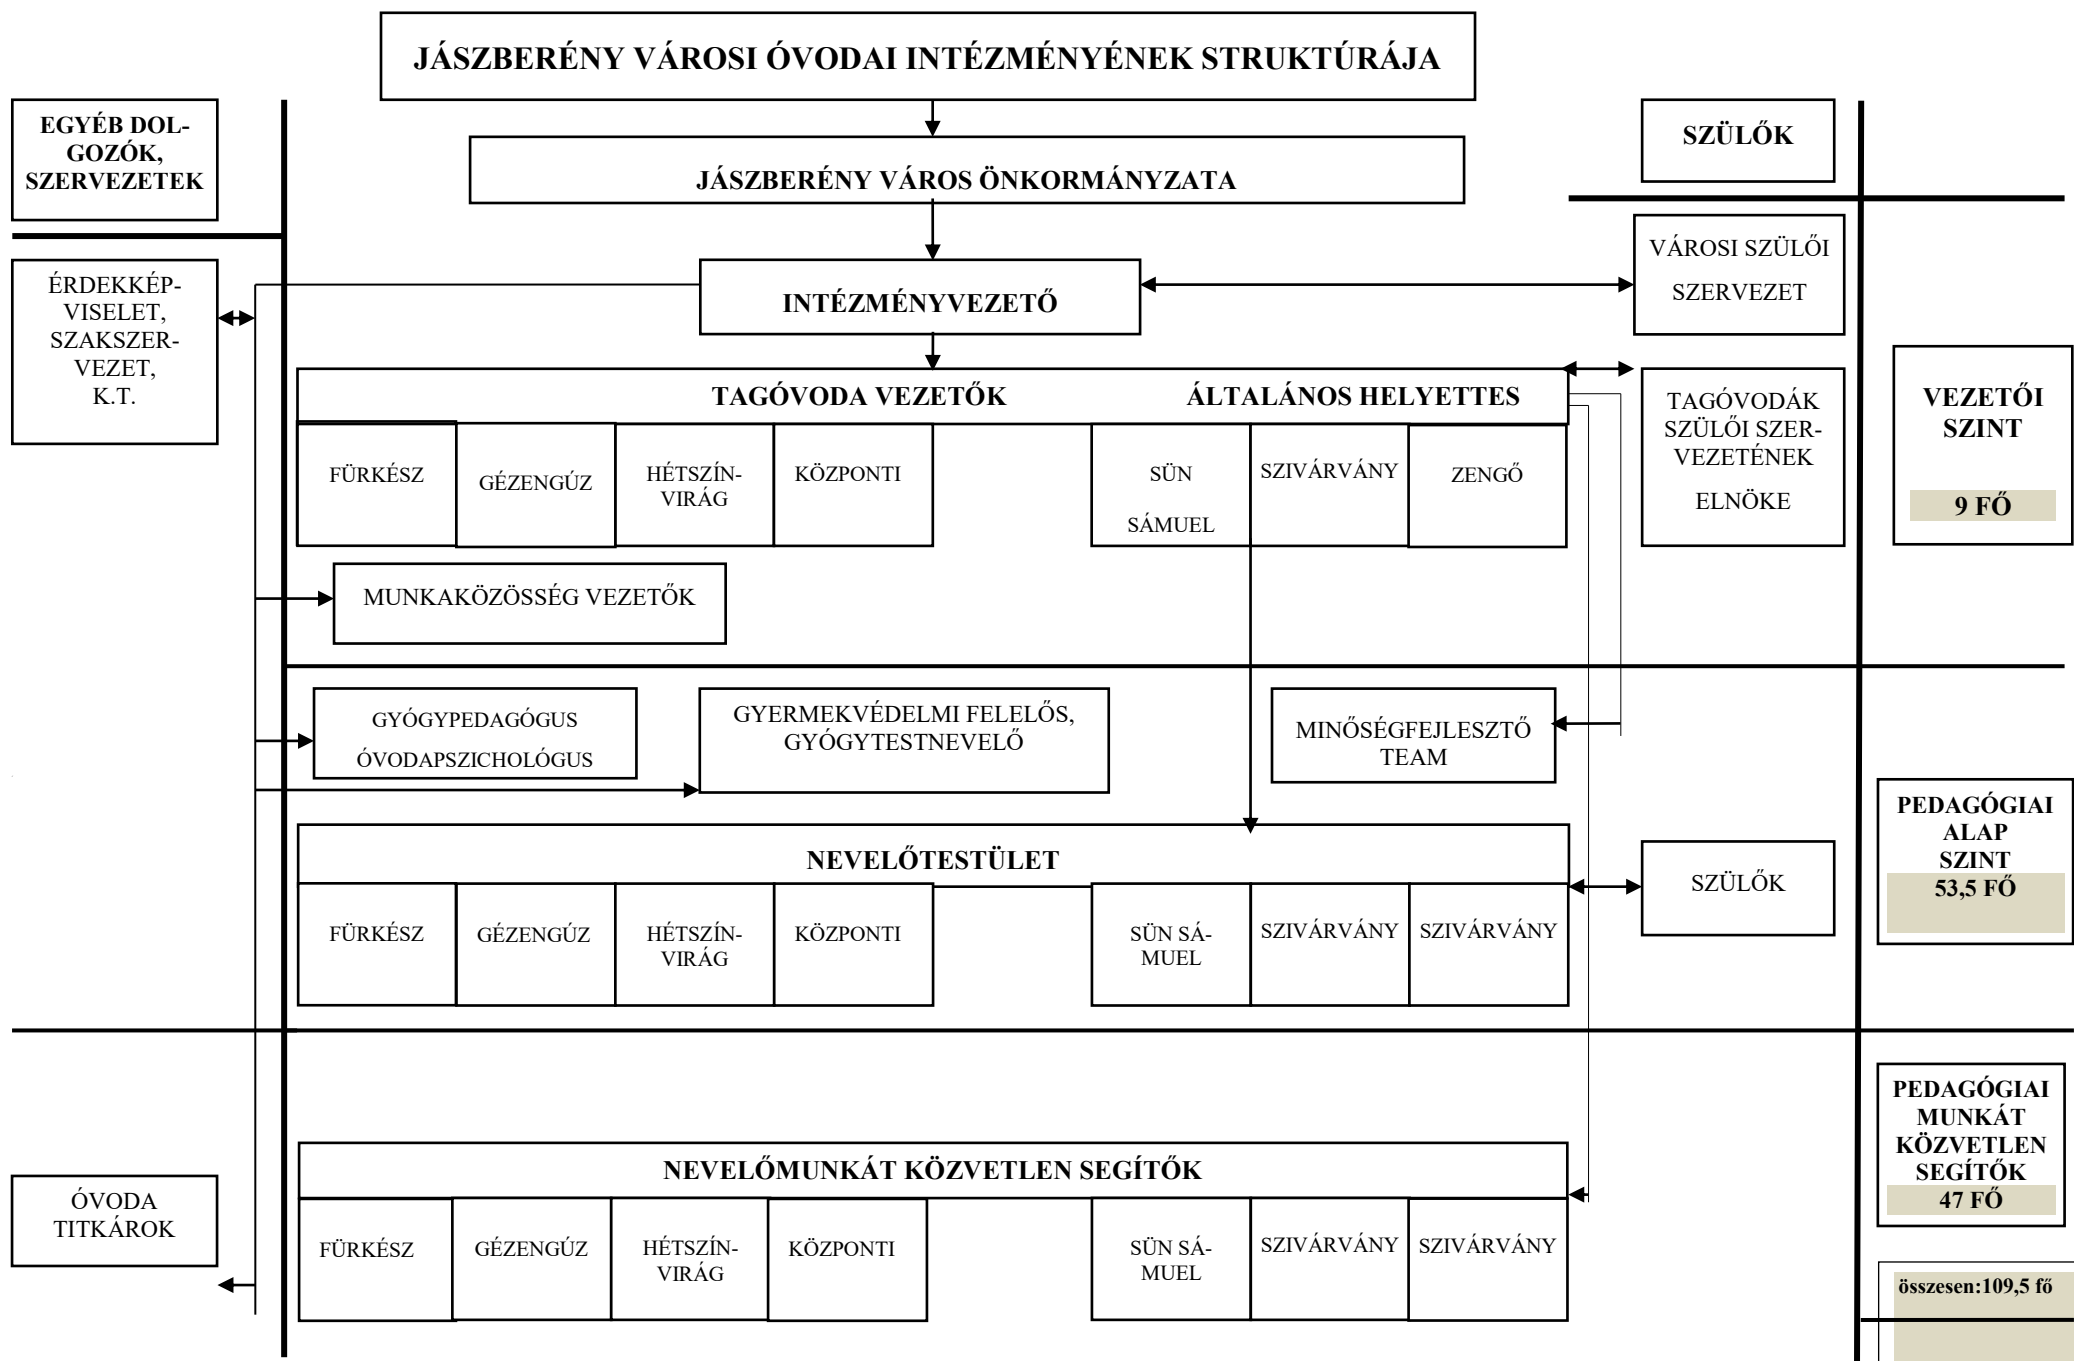 JÁSZBERÉNY VÁROSI ÓVODAI INTÉZMÉNYÉNEK STRUKTÚRÁJA
EGYÉB DOL-
GOZÓK,
SZERVEZETEK
JÁSZBERÉNY VÁROS ÖNKORMÁNYZATA
SZÜLŐK
ÉRDEKKÉP-
VISELET,
SZAKSZER-
VEZET,
K.T.
INTÉZMÉNYVEZETŐ
VÁROSI SZÜLŐI
SZERVEZET
TAGÓVODA VEZETŐK
ÁLTALÁNOS HELYETTES
FÜRKÉSZ
GÉZENGÚZ
HÉTSZÍN-
VIRÁG
KÖZPONTI
SÜN
SÁMUEL
SZIVÁRVÁNY
ZENGŐ
TAGÓVODÁK
SZÜLŐI SZER-
VEZETÉNEK
ELNÖKE
VEZETŐI
SZINT
9 FŐ
MUNKAKÖZÖSSÉG VEZETŐK
GYÓGYPEDAGÓGUS
ÓVODAPSZICHOLÓGUS
GYERMEKVÉDELMI FELELŐS,
GYÓGYTESTNEVELŐ
MINŐSÉGFEJLESZTŐ
TEAM
NEVELŐTESTÜLET
FÜRKÉSZ
GÉZENGÚZ
HÉTSZÍN-
VIRÁG
KÖZPONTI
SÜN SÁ-
MUEL
SZIVÁRVÁNY
SZIVÁRVÁNY
SZÜLŐK
PEDAGÓGIAI
ALAP
SZINT
53,5 FŐ
ÓVODA
TITKÁROK
NEVELŐMUNKÁT KÖZVETLEN SEGÍTŐK
FÜRKÉSZ
GÉZENGÚZ
HÉTSZÍN-
VIRÁG
KÖZPONTI
SÜN SÁ-
MUEL
SZIVÁRVÁNY
SZIVÁRVÁNY
PEDAGÓGIAI
MUNKÁT
KÖZVETLEN
SEGÍTŐK
47 FŐ
összesen:109,5 fő